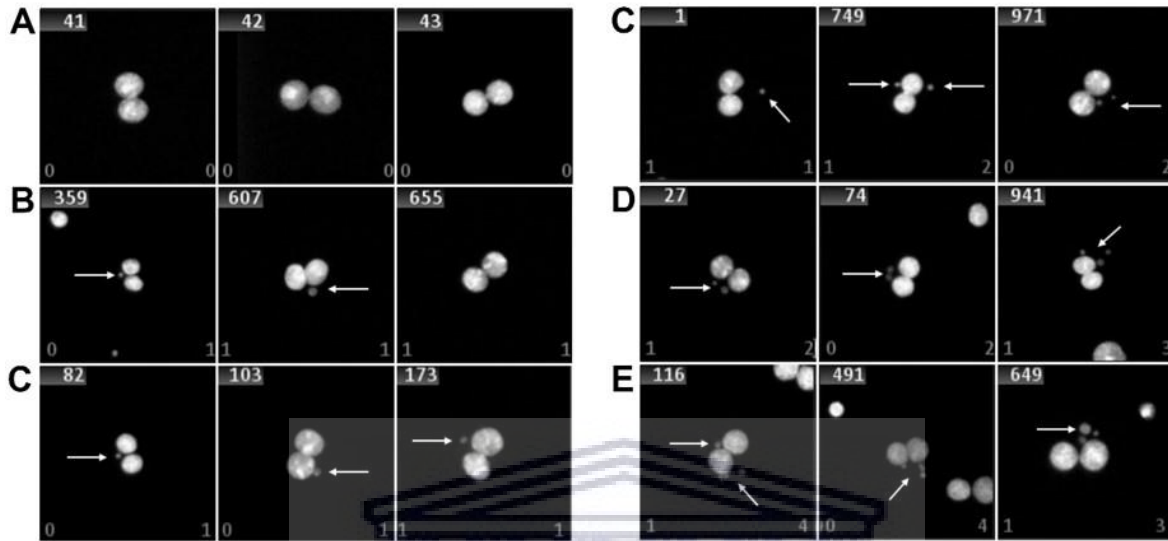 A 41 42 43
0 0 0 0 0 0
B 359 607 655
0 1 1 1 1 1
C 82 103 173
0 1 0 1 1 1
C 1 749 971
1 1 1 2 0 2
D 27 74 941
1 2 0 2 1 3
E 116 491 649
1 4 0 4 1 3